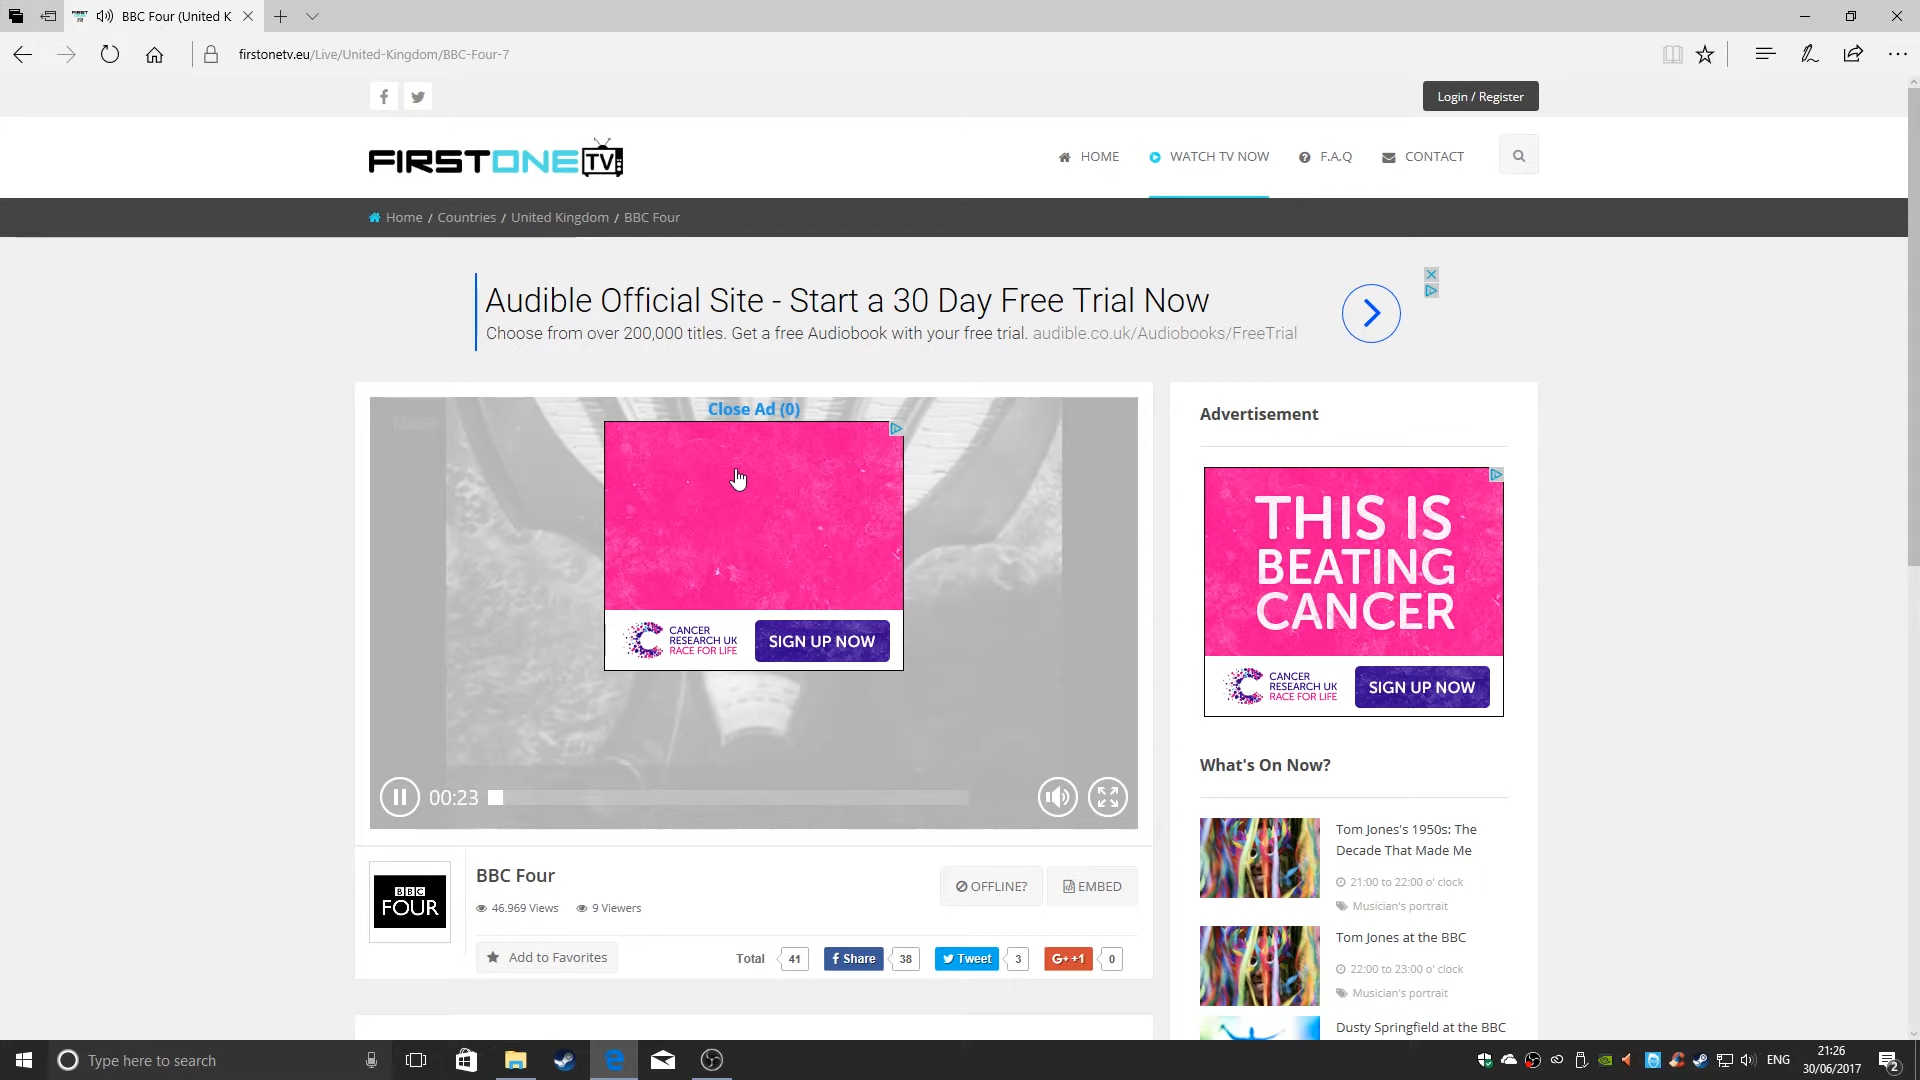 BBC Four (United K
firstonetv.eu/Live/United-Kingdom/BBC-Four-7
Login / Register
FIRSTONE TV
HOME
WATCH TV NOW
F.A.Q
CONTACT
Home / Countries / United Kingdom / BBC Four
Audible Official Site - Start a 30 Day Free Trial Now
Choose from over 200,000 titles. Get a free Audiobook with your free trial. audible.co.uk/Audiobooks/FreeTrial
Close Ad (0)
CANCER
RESEARCH UK
RACE FOR LIFE
SIGN UP NOW
00:23
BBC
FOUR
BBC Four
46.969 Views
9 Viewers
OFFLINE?
EMBED
Add to Favorites
Total
41
Share
38
Tweet
3
G+ +1
0
Advertisement
THIS IS
BEATING
CANCER
CANCER
RESEARCH UK
RACE FOR LIFE
SIGN UP NOW
What's On Now?
Tom Jones's 1950s: The
Decade That Made Me
21:00 to 22:00 o' clock
Musician's portrait
Tom Jones at the BBC
22:00 to 23:00 o' clock
Musician's portrait
Dusty Springfield at the BBC
Type here to search
ENG
21:26
30/06/2017
2